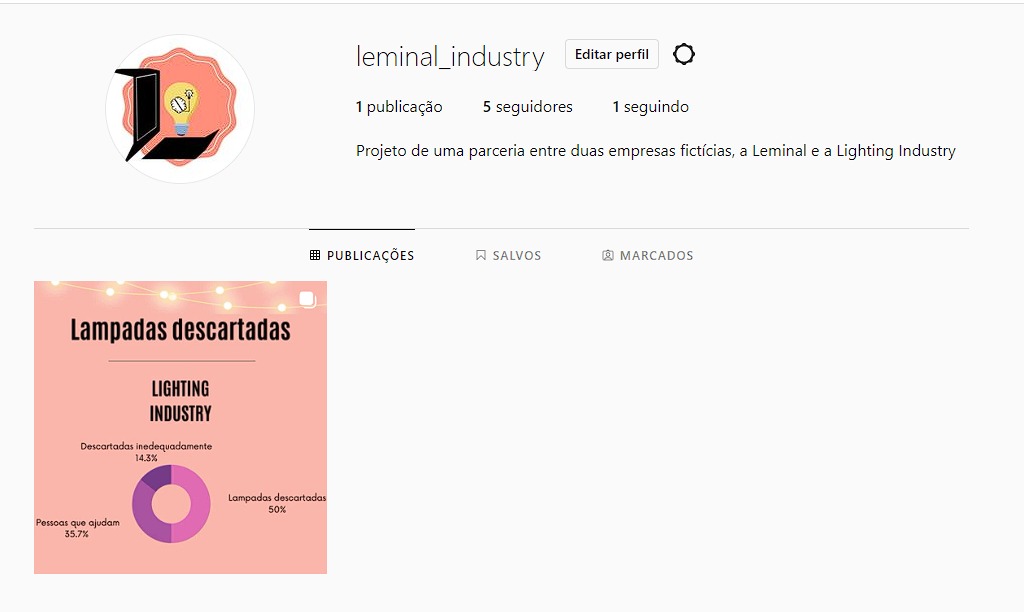 leminal_industry
Editar perfil
1 publicação 5 seguidores 1 seguindo
Projeto de uma parceria entre duas empresas fictícias, a Leminal e a Lighting Industry
PUBLICAÇÕES SALVOS MARCADOS
Lampadas descartadas
LIGHTING
INDUSTRY
Descartadas inedequadamente
14.3%
Lampadas descartadas
50%
Pessoas que ajudam
35.7%